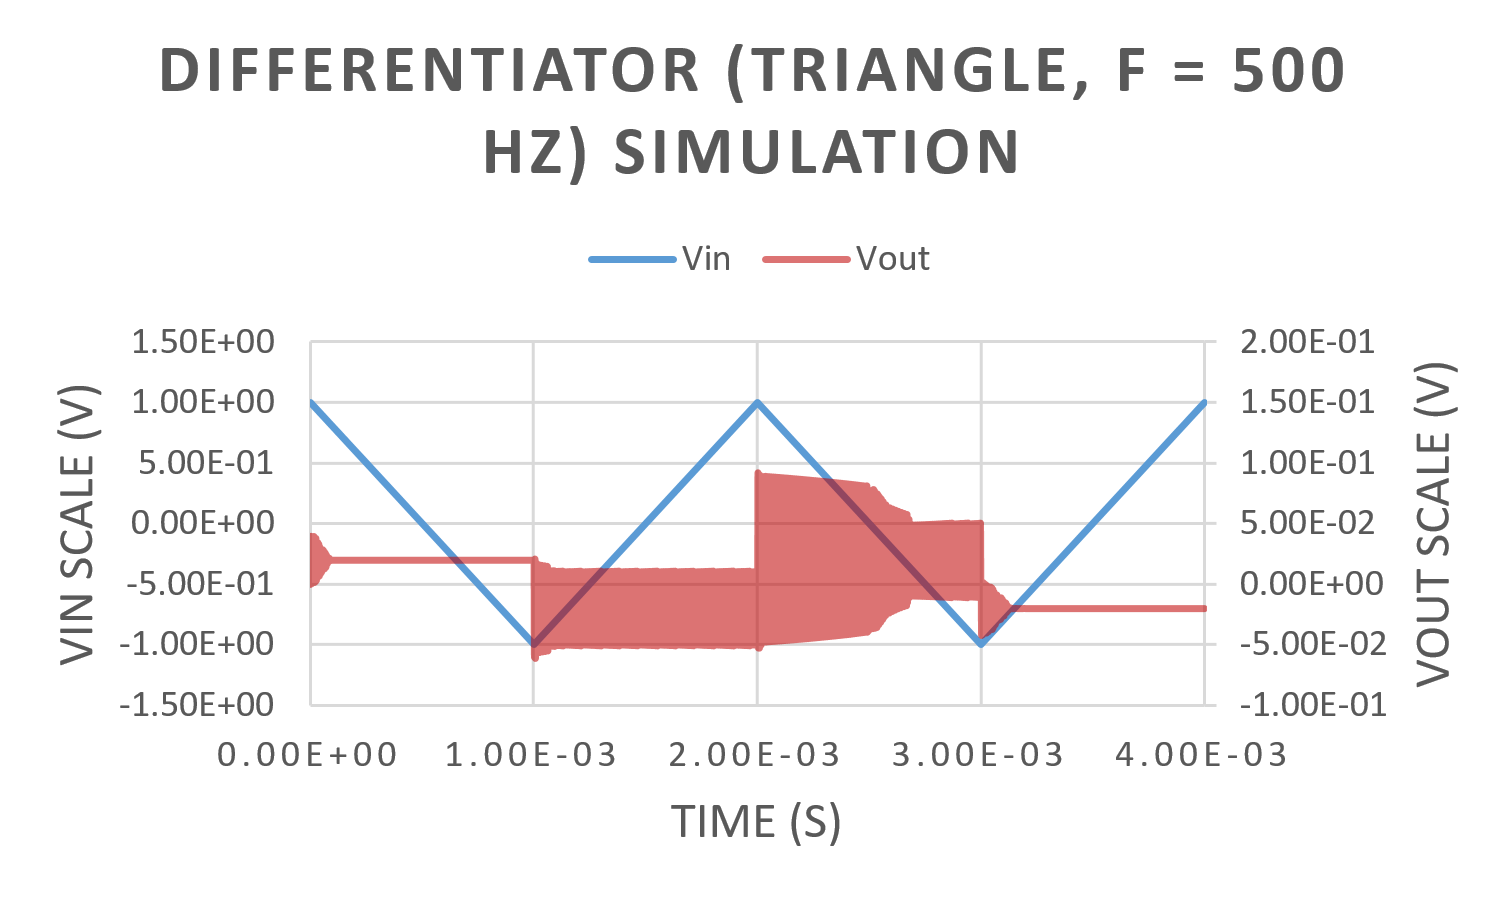 DIFFERENTIATOR (TRIANGLE, F = 500
HZ) SIMULATION
Vin Vout
VIN SCALE (V)
1.50E+00
1.00E+00
5.00E-01
0.00E+00
-5.00E-01
-1.00E+00
-1.50E+00
2.00E-01
1.50E-01
1.00E-01
5.00E-02
0.00E+00
-5.00E-02
-1.00E-01
VOUT SCALE (V)
0.00E+00 1.00E-03 2.00E-03 3.00E-03 4.00E-03
TIME (S)